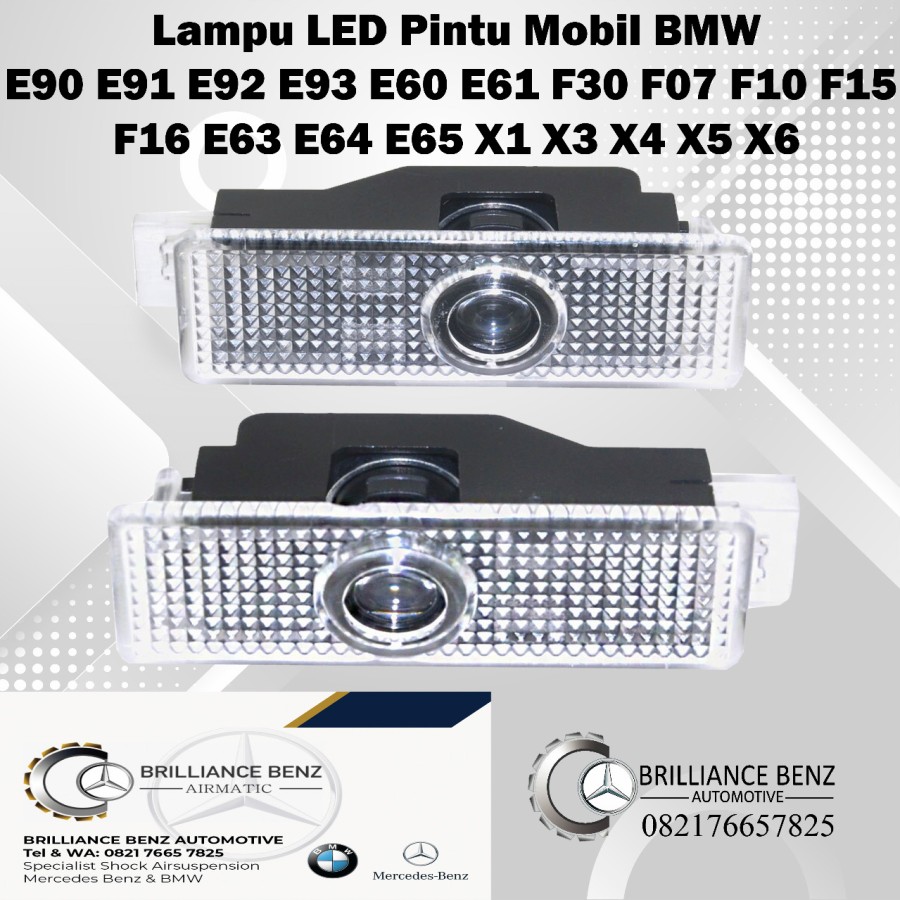 Lampu LED Pintu Mobil BMW
E90 E91 E92 E93 E60 E61 F30 F07 F10 F15
F16 E63 E64 E65 X1 X3 X4 X5 X6
BRILLIANCE BENZ
AIRMATIC
BRILLIANCE BENZ AUTOMOTIVE
Tel & WA: 0821 7665 7825
Specialist Shock Airsuspension
Mercedes Benz & BMW
BMW
Mercedes-Benz
BRILLIANCE BENZ
AUTOMOTIVE
082176657825